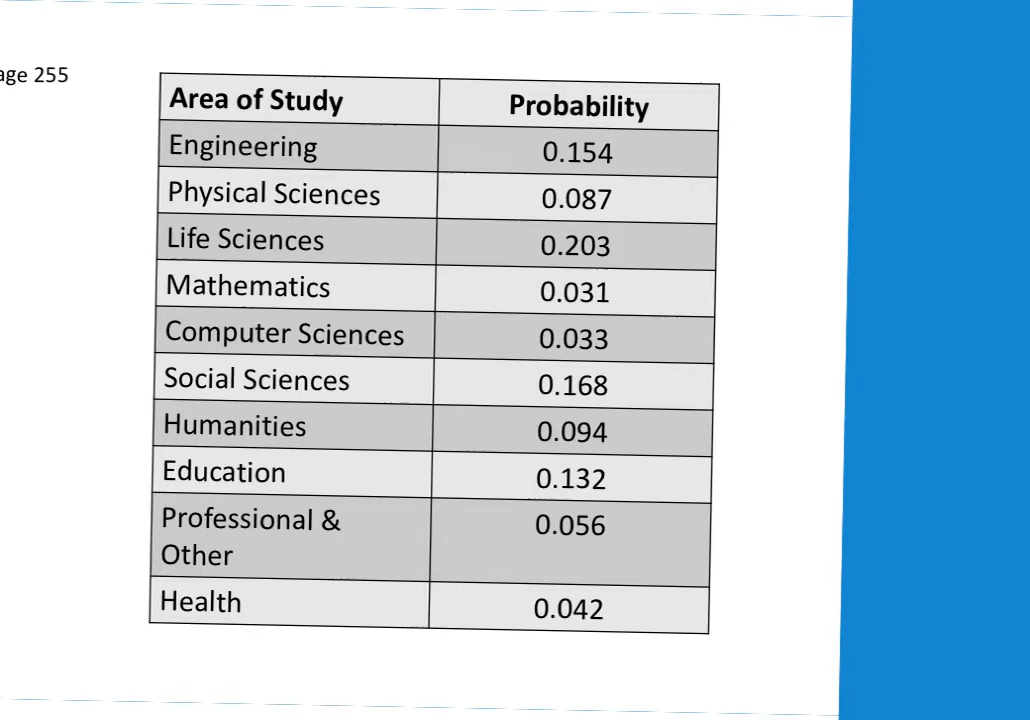 age 255
Area of Study Probability
Engineering 0.154
Physical Sciences 0.087
Life Sciences 0.203
Mathematics 0.031
Computer Sciences 0.033
Social Sciences 0.168
Humanities 0.094
Education 0.132
Professional & 0.056
Other
Health 0.042